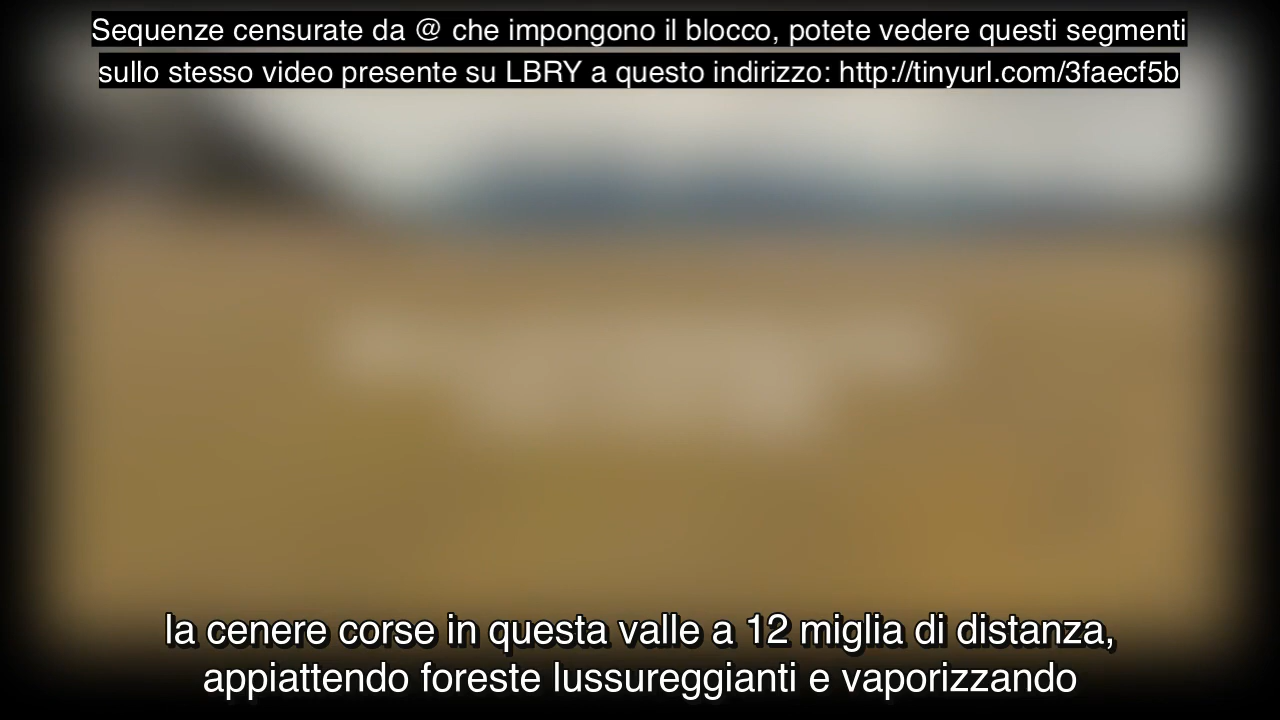 Sequenze censurate da @ che impongono il blocco, potete vedere questi segmenti
sullo stesso video presente su LBRY a questo indirizzo: http://tinyurl.com/3faecf5b
la cenere corse in questa valle a 12 miglia di distanza,
appiattendo foreste lussureggianti e vaporizzando